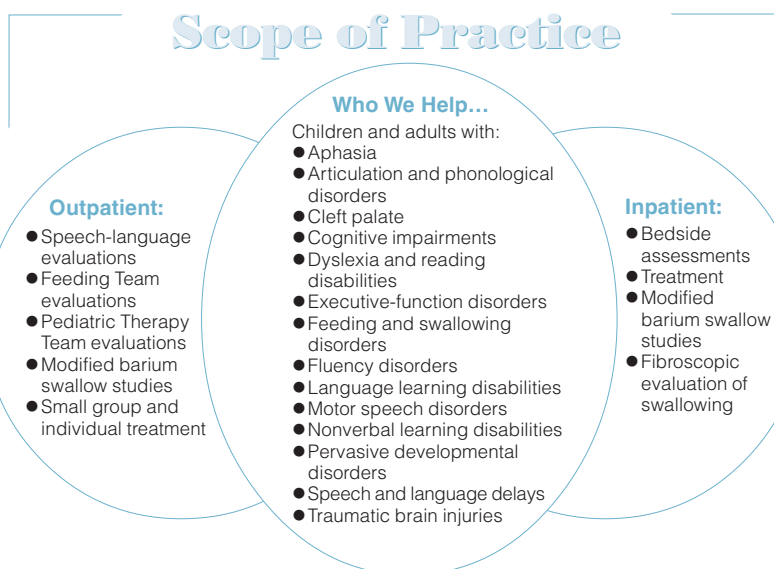 Scope of Practice
Who We Help...
Children and adults with:
●Aphasia
●Articulation and phonological
disorders
●Cleft palate
●Cognitive impairments
●Dyslexia and reading
disabilities
●Executive-function disorders
●Feeding and swallowing
disorders
●Fluency disorders
●Language learning disabilities
●Motor speech disorders
●Nonverbal learning disabilities
●Pervasive developmental
disorders
●Speech and language delays
●Traumatic brain injuries
Outpatient:
●Speech-language
evaluations
●Feeding Team
evaluations
●Pediatric Therapy
Team evaluations
●Modified barium
swallow studies
●Small group and
individual treatment
Inpatient:
●Bedside
assessments
●Treatment
●Modified
barium swallow
studies
●Fibroscopic
evaluation of
swallowing